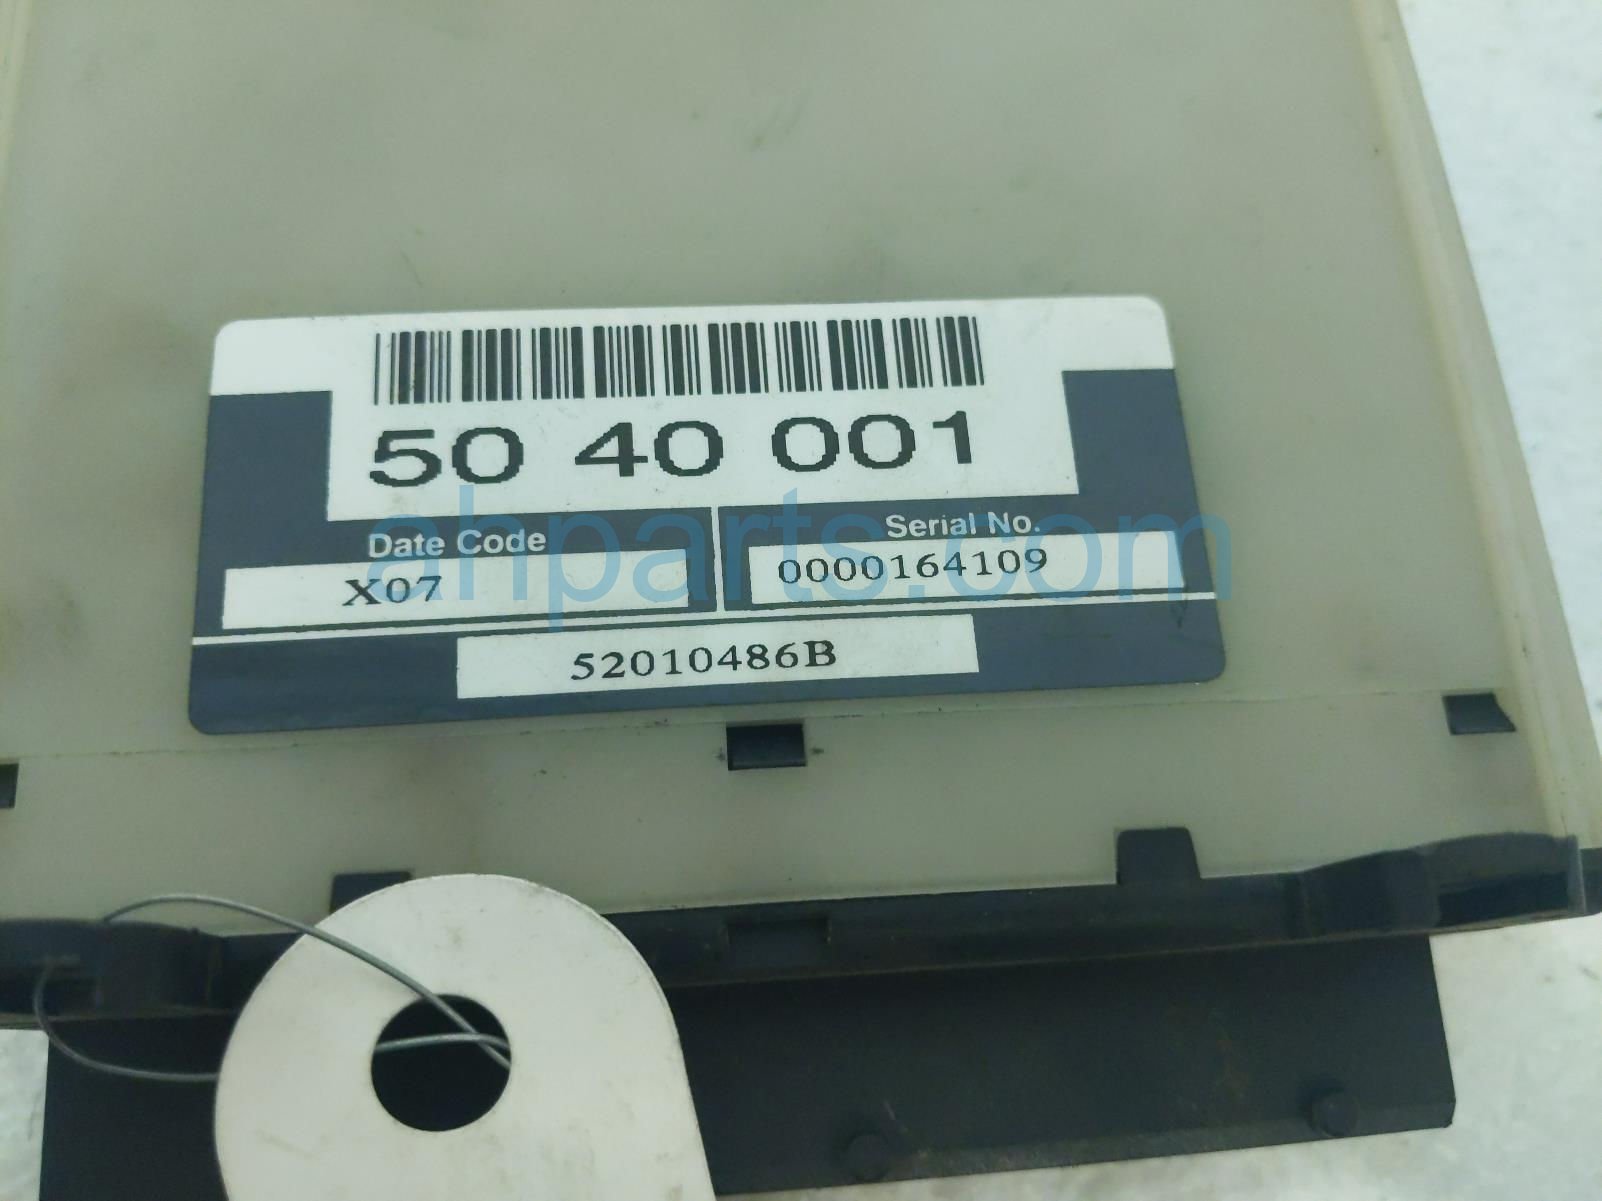 50 40 001
Date Code
Serial No.
X07
0000164109
52010486B
ahparts.com